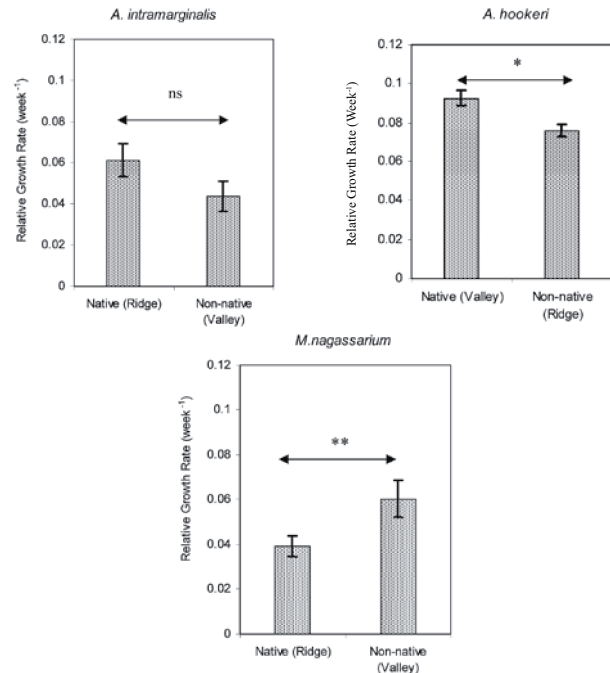 A. intramarginalis
Relative Growth Rate (week⁻¹)
0.12
0.1
0.08
0.06
0.04
0.02
0
ns
Native (Ridge)
Non-native
(Valley)
A. hookeri
Relative Growth Rate (Week⁻¹)
0.12
0.1
0.08
0.06
0.04
0.02
0
*
Native (Valley)
Non-native
(Ridge)
M.nagassarium
Relative Growth Rate (week⁻¹)
0.12
0.1
0.08
0.06
0.04
0.02
0
**
Native (Ridge)
Non-native
(Valley)